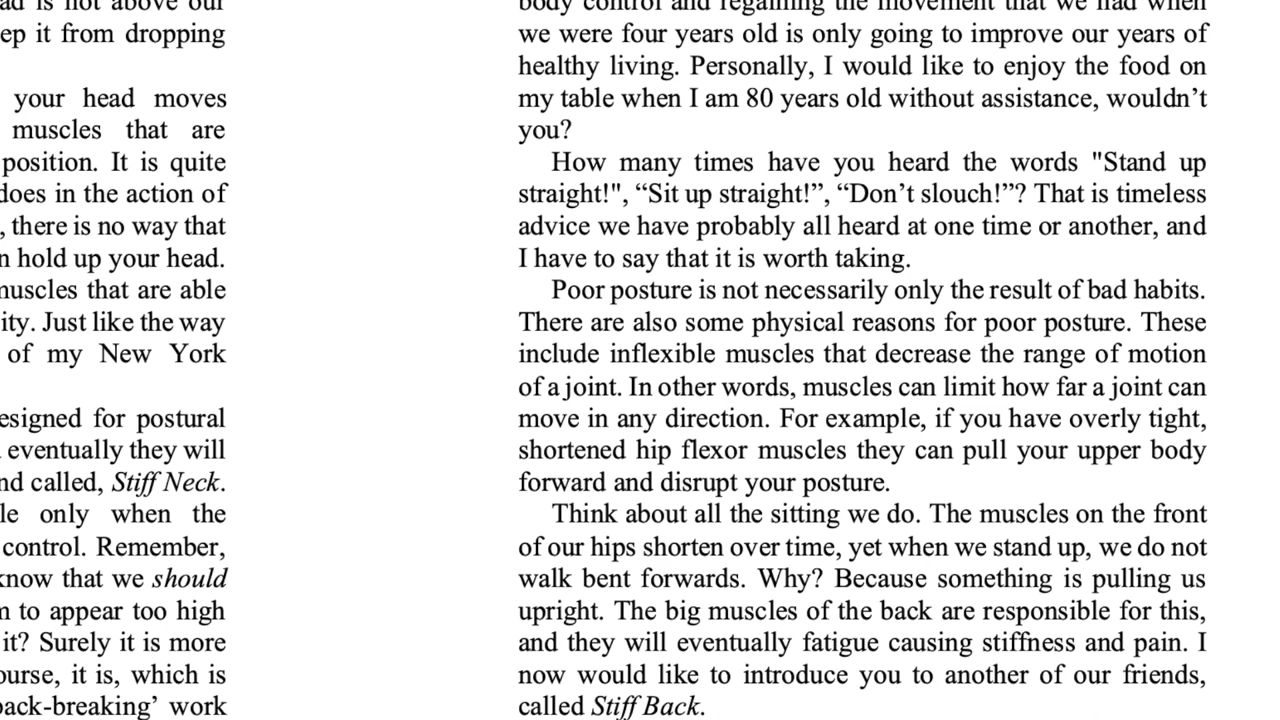 ep it from dropping
your head moves
muscles that are
position. It is quite
does in the action of
, there is no way that
n hold up your head.
muscles that are able
ity. Just like the way
of my New York
esigned for postural
eventually they will
nd called, Stiff Neck.
le only when the
control. Remember,
know that we should
m to appear too high
it? Surely it is more
ourse, it is, which is
back-breaking’ work
body control and regaining the movement that we had when
we were four years old is only going to improve our years of
healthy living. Personally, I would like to enjoy the food on
my table when I am 80 years old without assistance, wouldn’t
you?
How many times have you heard the words "Stand up
straight!", “Sit up straight!”, “Don’t slouch!”? That is timeless
advice we have probably all heard at one time or another, and
I have to say that it is worth taking.
Poor posture is not necessarily only the result of bad habits.
There are also some physical reasons for poor posture. These
include inflexible muscles that decrease the range of motion
of a joint. In other words, muscles can limit how far a joint can
move in any direction. For example, if you have overly tight,
shortened hip flexor muscles they can pull your upper body
forward and disrupt your posture.
Think about all the sitting we do. The muscles on the front
of our hips shorten over time, yet when we stand up, we do not
walk bent forwards. Why? Because something is pulling us
upright. The big muscles of the back are responsible for this,
and they will eventually fatigue causing stiffness and pain. I
now would like to introduce you to another of our friends,
called Stiff Back.